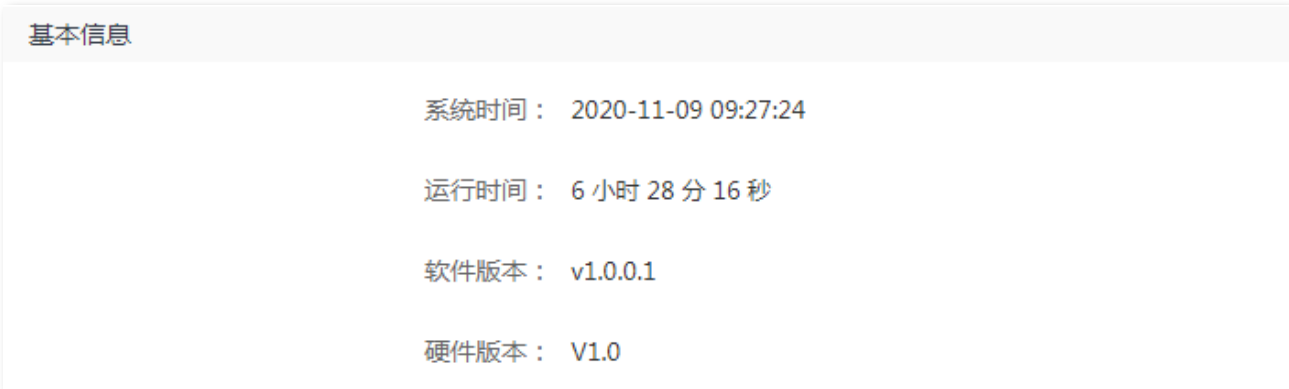 基本信息
系统时间： 2020-11-09 09:27:24
运行时间： 6 小时 28 分 16 秒
软件版本： v1.0.0.1
硬件版本： V1.0